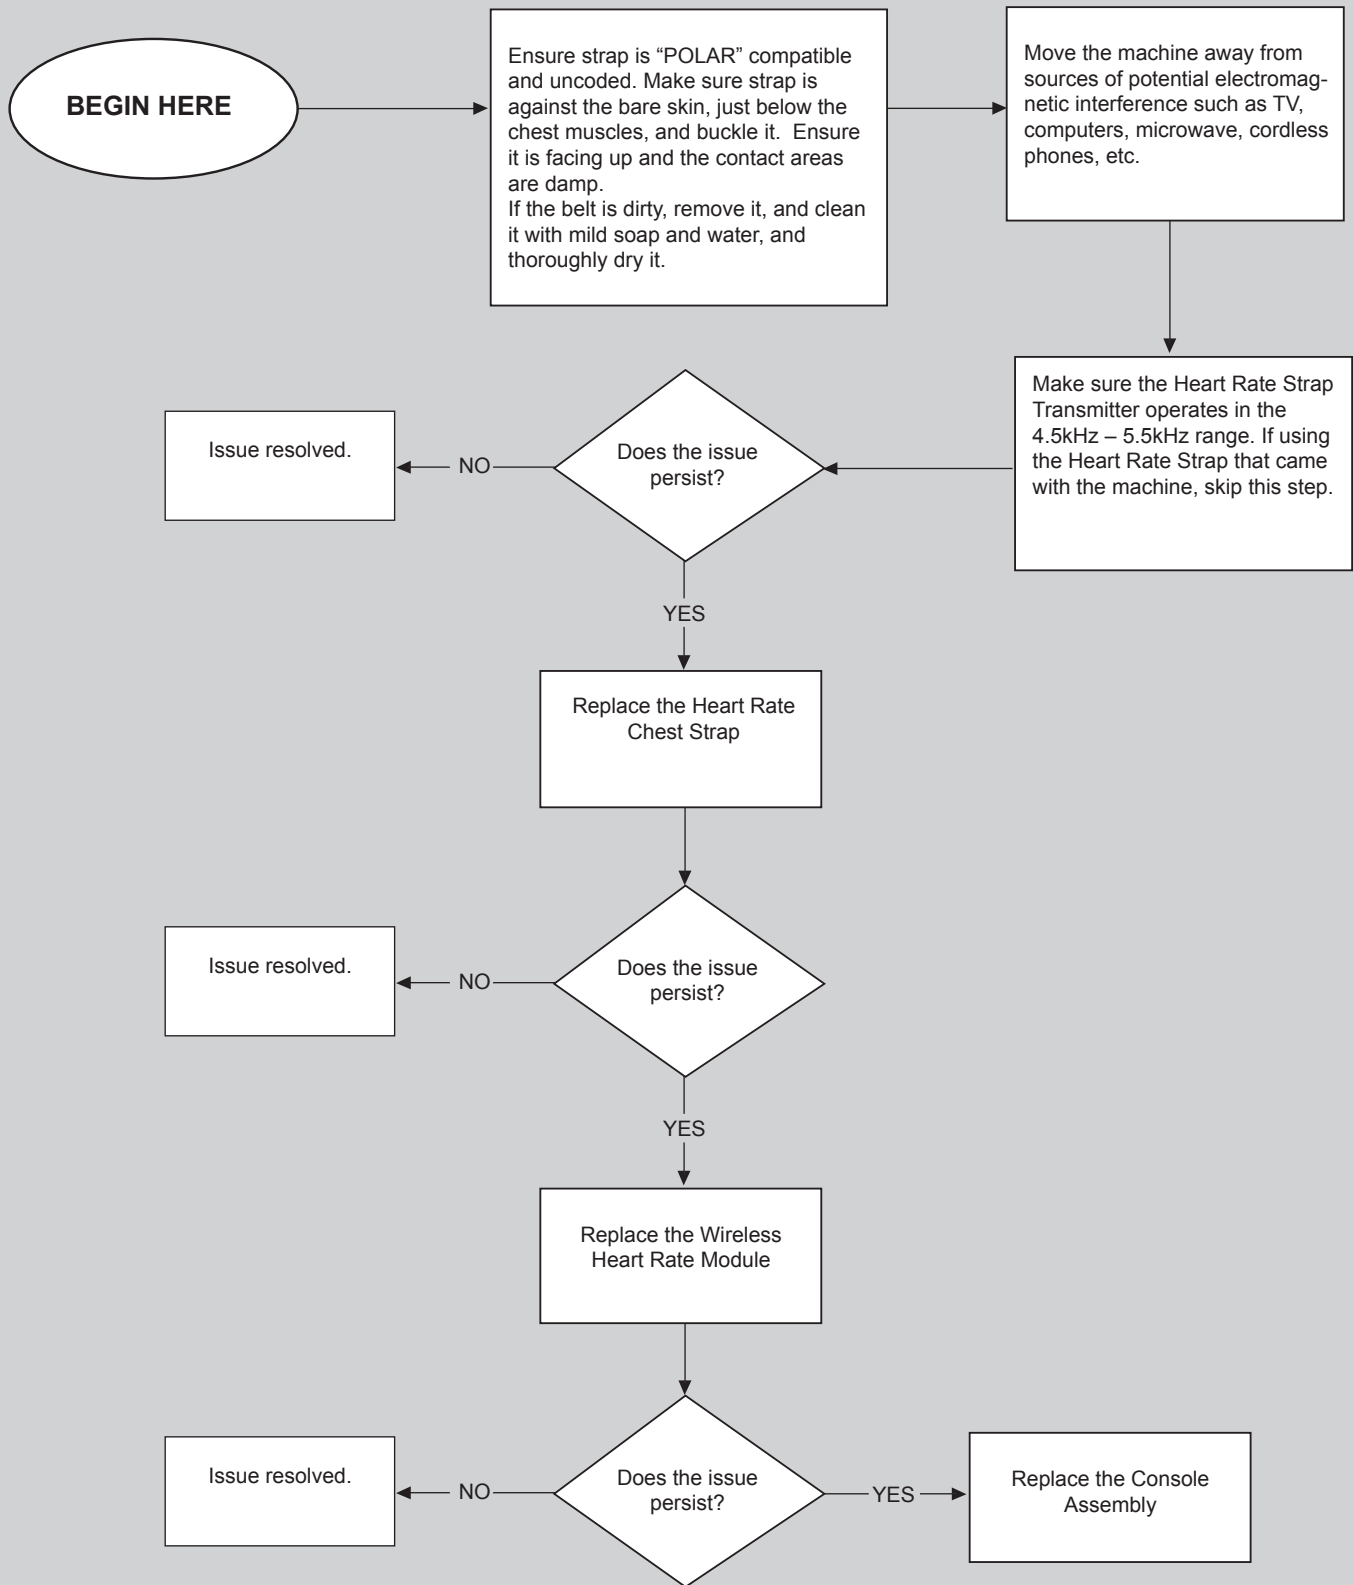 BEGIN HERE
Ensure strap is “POLAR” compatible
and uncoded. Make sure strap is
against the bare skin, just below the
chest muscles, and buckle it.  Ensure
it is facing up and the contact areas
are damp.
If the belt is dirty, remove it, and clean
it with mild soap and water, and
thoroughly dry it.
Move the machine away from
sources of potential electromag-
netic interference such as TV,
computers, microwave, cordless
phones, etc.
Make sure the Heart Rate Strap
Transmitter operates in the
4.5kHz – 5.5kHz range. If using
the Heart Rate Strap that came
with the machine, skip this step.
Does the issue
persist?
NO
Issue resolved.
YES
Replace the Heart Rate
Chest Strap
Does the issue
persist?
NO
Issue resolved.
YES
Replace the Wireless
Heart Rate Module
Does the issue
persist?
NO
Issue resolved.
YES
Replace the Console
Assembly